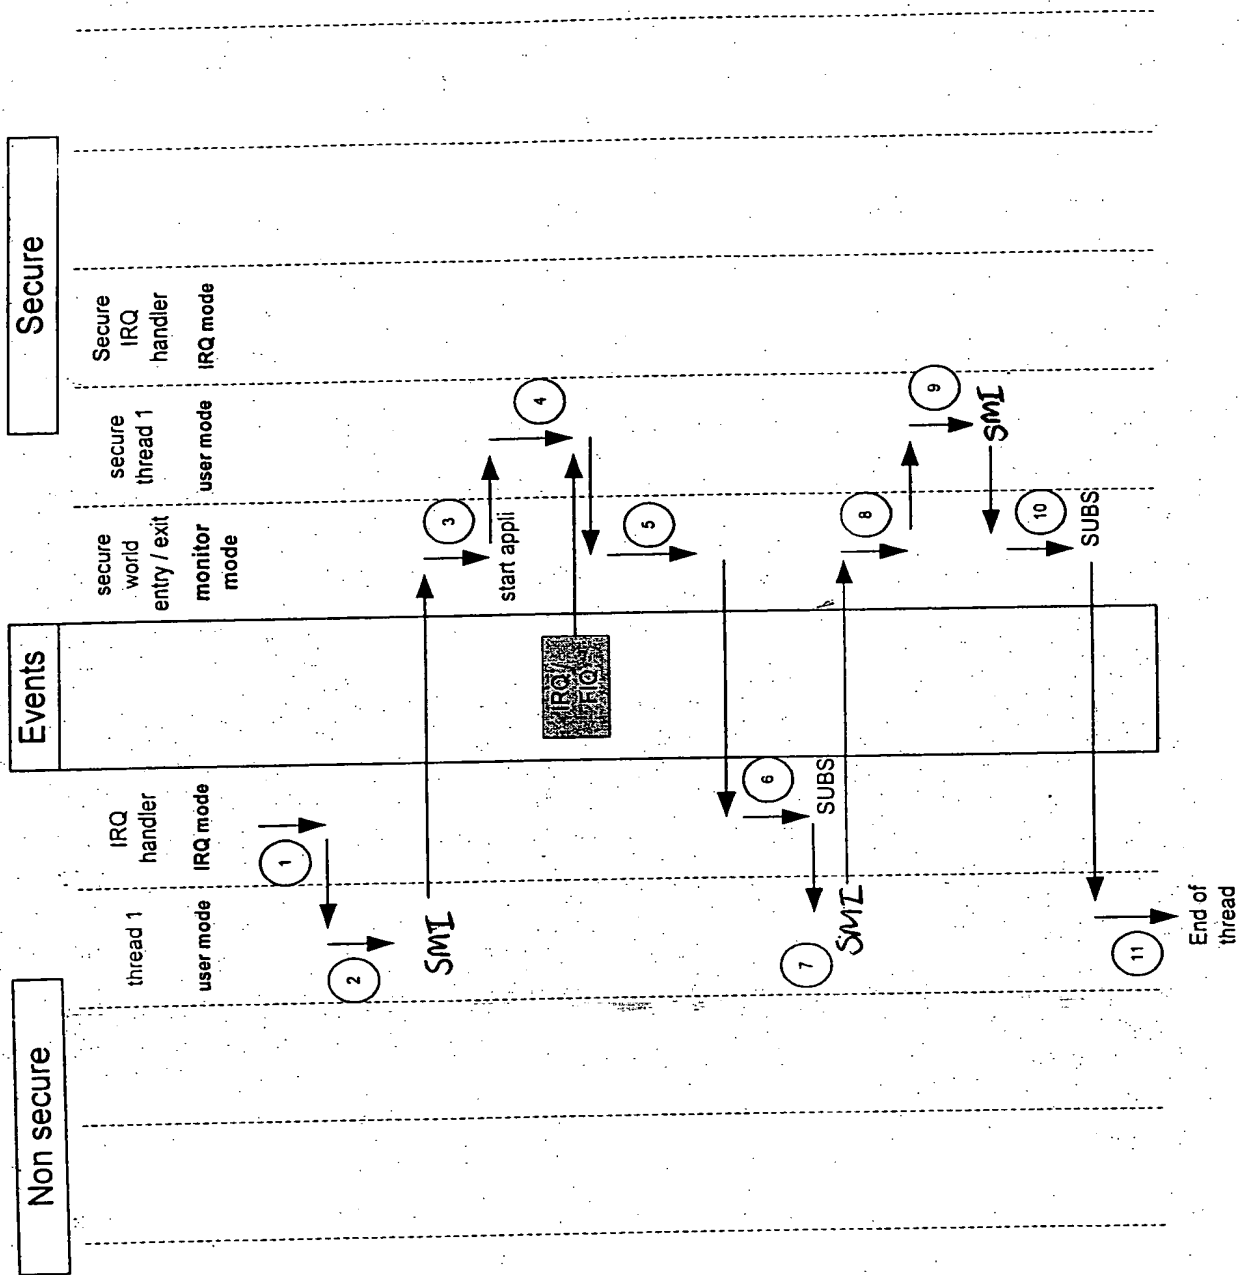 Non secure
Events
Secure
thread 1
user mode
IRQ
handler
IRQ mode
secure
world
entry / exit
monitor
mode
secure
thread 1
user mode
Secure
IRQ
handler
IRQ mode
1
2
SMI
3
start appli
4
IRQ /
FIQ
5
6
SUBS
7
SMI
8
9
SMI
10
SUBS
11
End of
thread